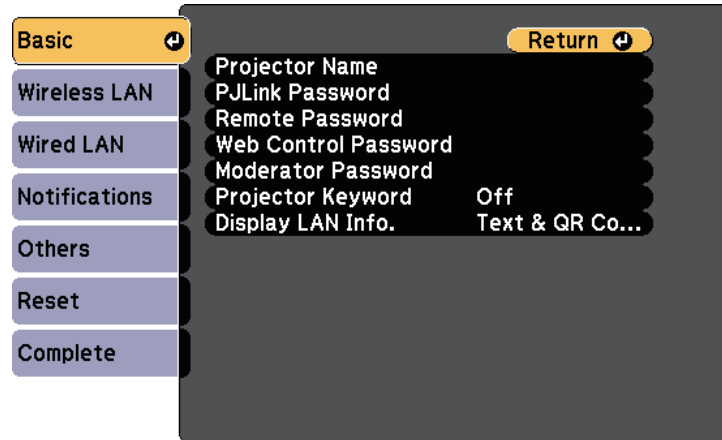 Basic
Wireless LAN
Wired LAN
Notifications
Others
Reset
Complete
Return
Projector Name
PJLink Password
Remote Password
Web Control Password
Moderator Password
Projector Keyword Off
Display LAN Info. Text & QR Co...